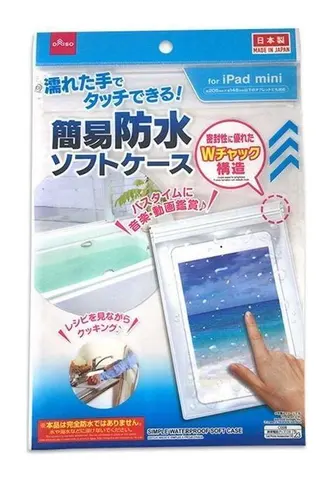 DAISO
日本製
MADE IN JAPAN
for iPad mini
濡れた手で
タッチできる!
簡易防水
ソフトケース
密封性に優れた
Wチャック
構造
バスタイムに
音楽・動画鑑賞♪
レシピを見ながら
クッキング♪
※本品は完全防水ではありません。
SIMPLE WATERPROOF SOFT CASE